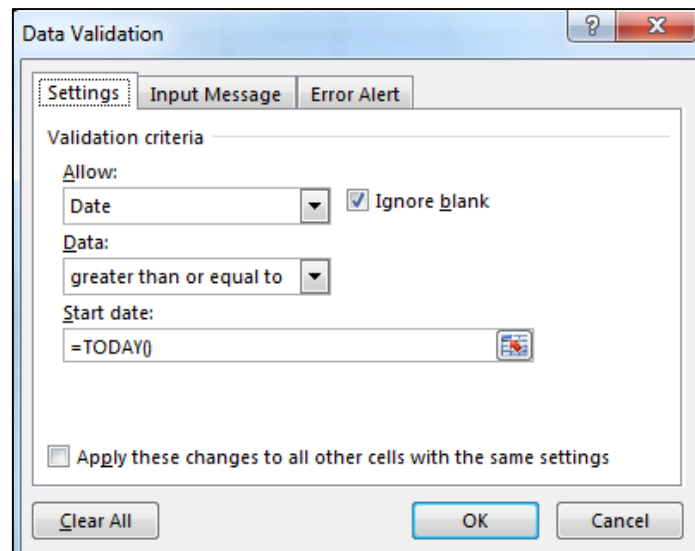 Data Validation
?
Settings Input Message Error Alert
Validation criteria
Allow:
Date Ignore blank
Data:
greater than or equal to
Start date:
=TODAY()
Apply these changes to all other cells with the same settings
Clear All OK Cancel